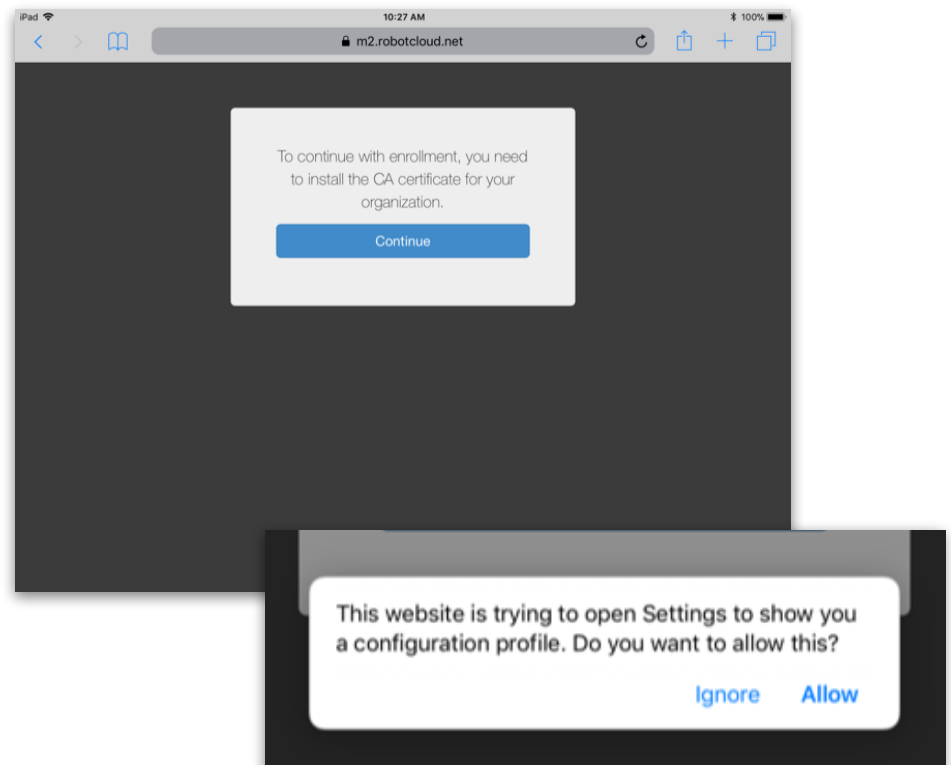 iPad 10:27 AM 100%
m2.robotcloud.net
To continue with enrollment, you need
to install the CA certificate for your
organization.
Continue
This website is trying to open Settings to show you
a configuration profile. Do you want to allow this?
Ignore Allow